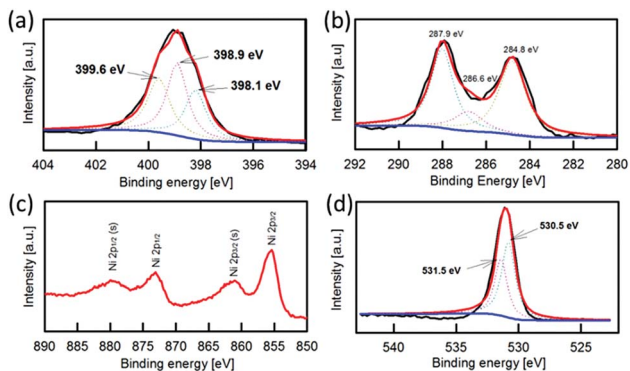 (a)
Intensity [a.u.]
399.6 eV
398.9 eV
398.1 eV
404 402 400 398 396 394
Binding energy [eV]
(b)
Intensity [a.u.]
287.9 eV
286.6 eV
284.8 eV
292 290 288 286 284 282 280
Binding Energy [eV]
(c)
Intensity [a.u.]
Ni 2p1/2 (s)
Ni 2p1/2
Ni 2p3/2 (s)
Ni 2p3/2
890 885 880 875 870 865 860 855 850
Binding energy [eV]
(d)
Intensity [a.u.]
530.5 eV
531.5 eV
540 535 530 525
Binding energy [eV]